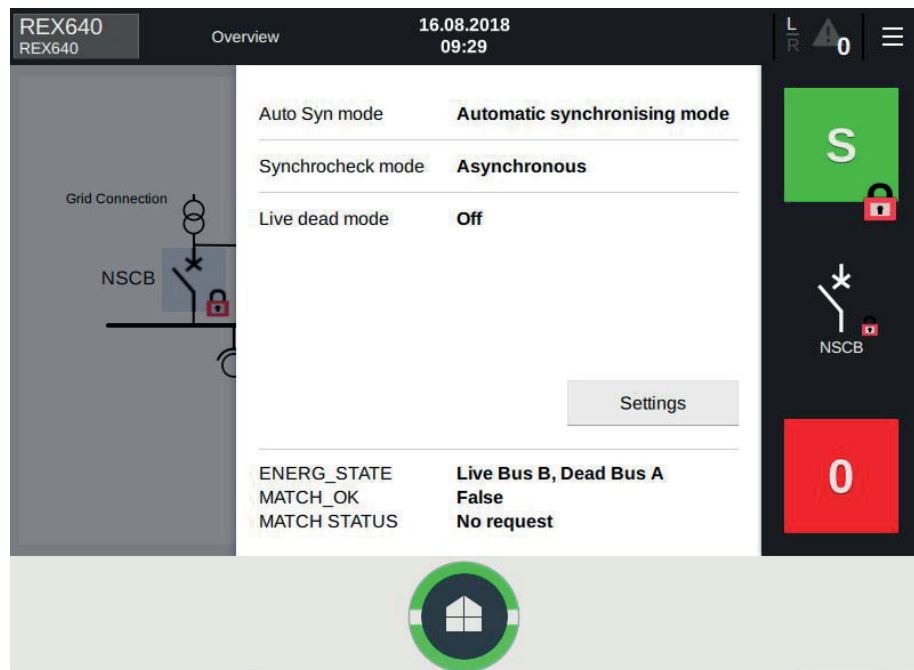 REX640
REX640
Overview
16.08.2018
09:29
L
R
0
Auto Syn mode Automatic synchronising mode
Synchrocheck mode Asynchronous
Live dead mode Off
Grid Connection
NSCB
S
NSCB
Settings
ENERG_STATE Live Bus B, Dead Bus A
MATCH_OK False
MATCH STATUS No request
0